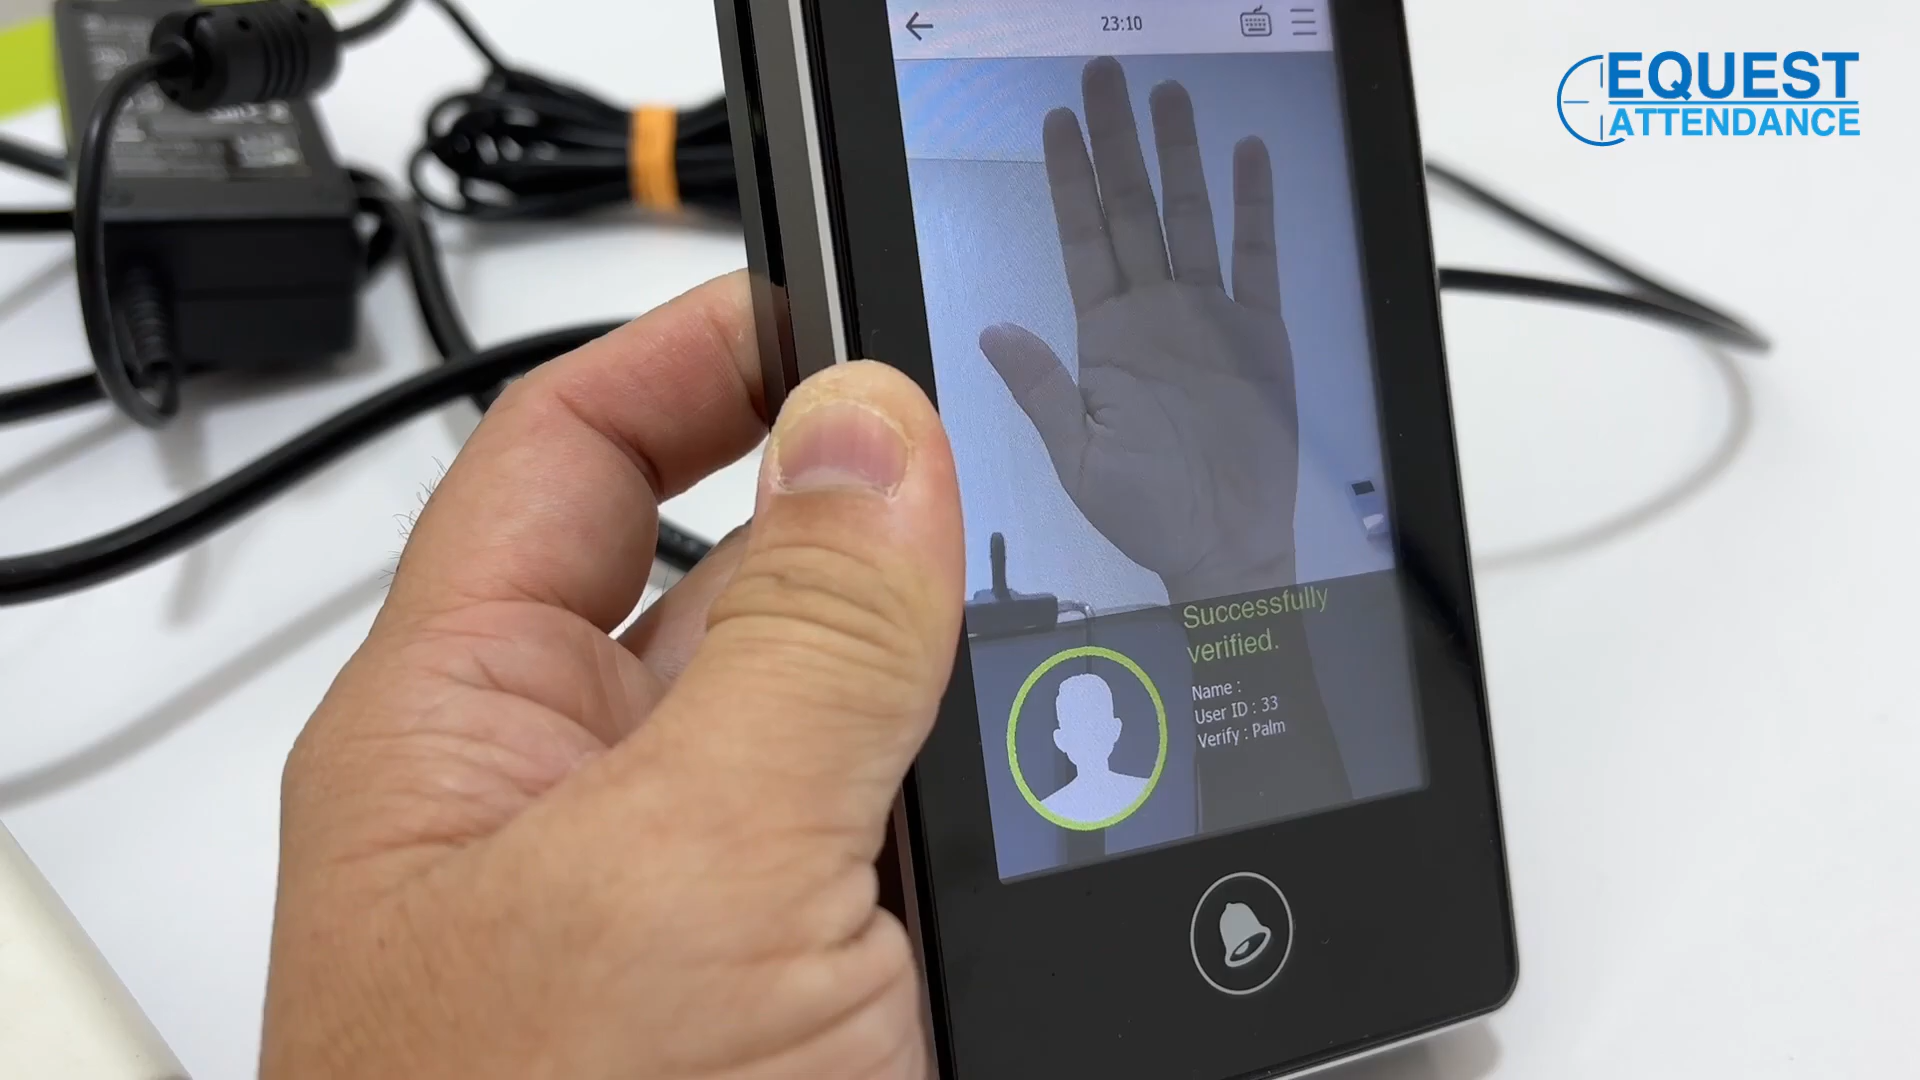 23:10
EQUEST
ATTENDANCE
Successfully
verified.
Name :
User ID : 33
Verify : Palm